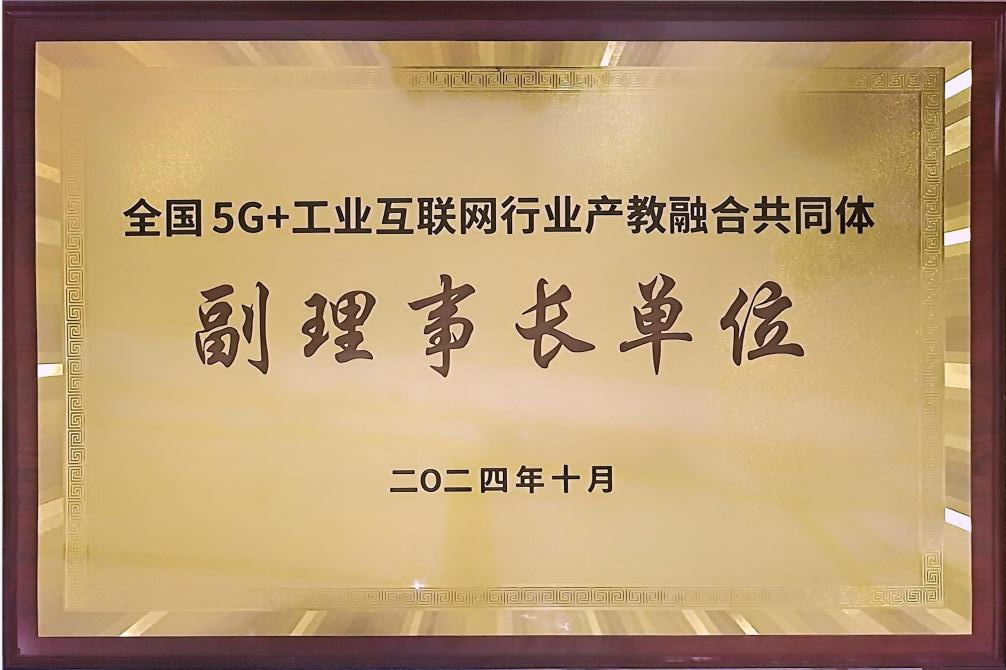 全国5G+工业互联网行业产教融合共同体
副理事长单位
二〇二四年十月